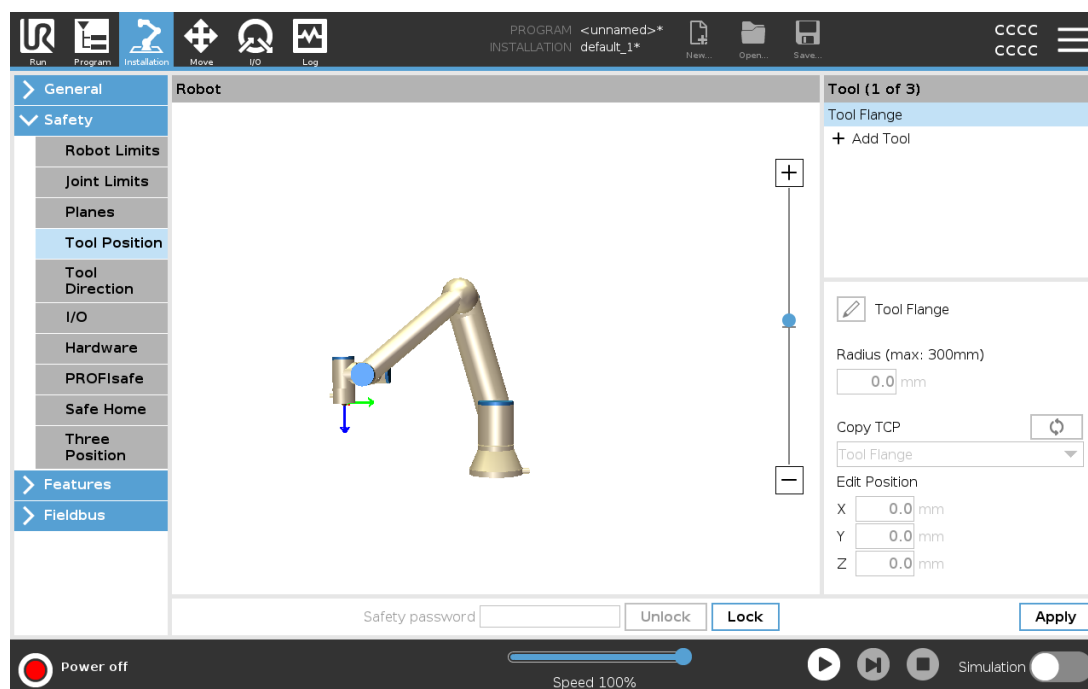 UR
PROGRAM <unnamed>*
INSTALLATION default_1*
CCCC
CCCC
Run Program Installation Move I/O Log New... Open... Save...
General
Safety
Robot Limits
Joint Limits
Planes
Tool Position
Tool
Direction
I/O
Hardware
PROFIsafe
Safe Home
Three
Position
Features
Fieldbus
Robot
Tool (1 of 3)
Tool Flange
+ Add Tool
Tool Flange
Radius (max: 300mm)
0.0 mm
Copy TCP
Tool Flange
Edit Position
X 0.0 mm
Y 0.0 mm
Z 0.0 mm
Safety password Unlock Lock Apply
Power off
Speed 100%
Simulation